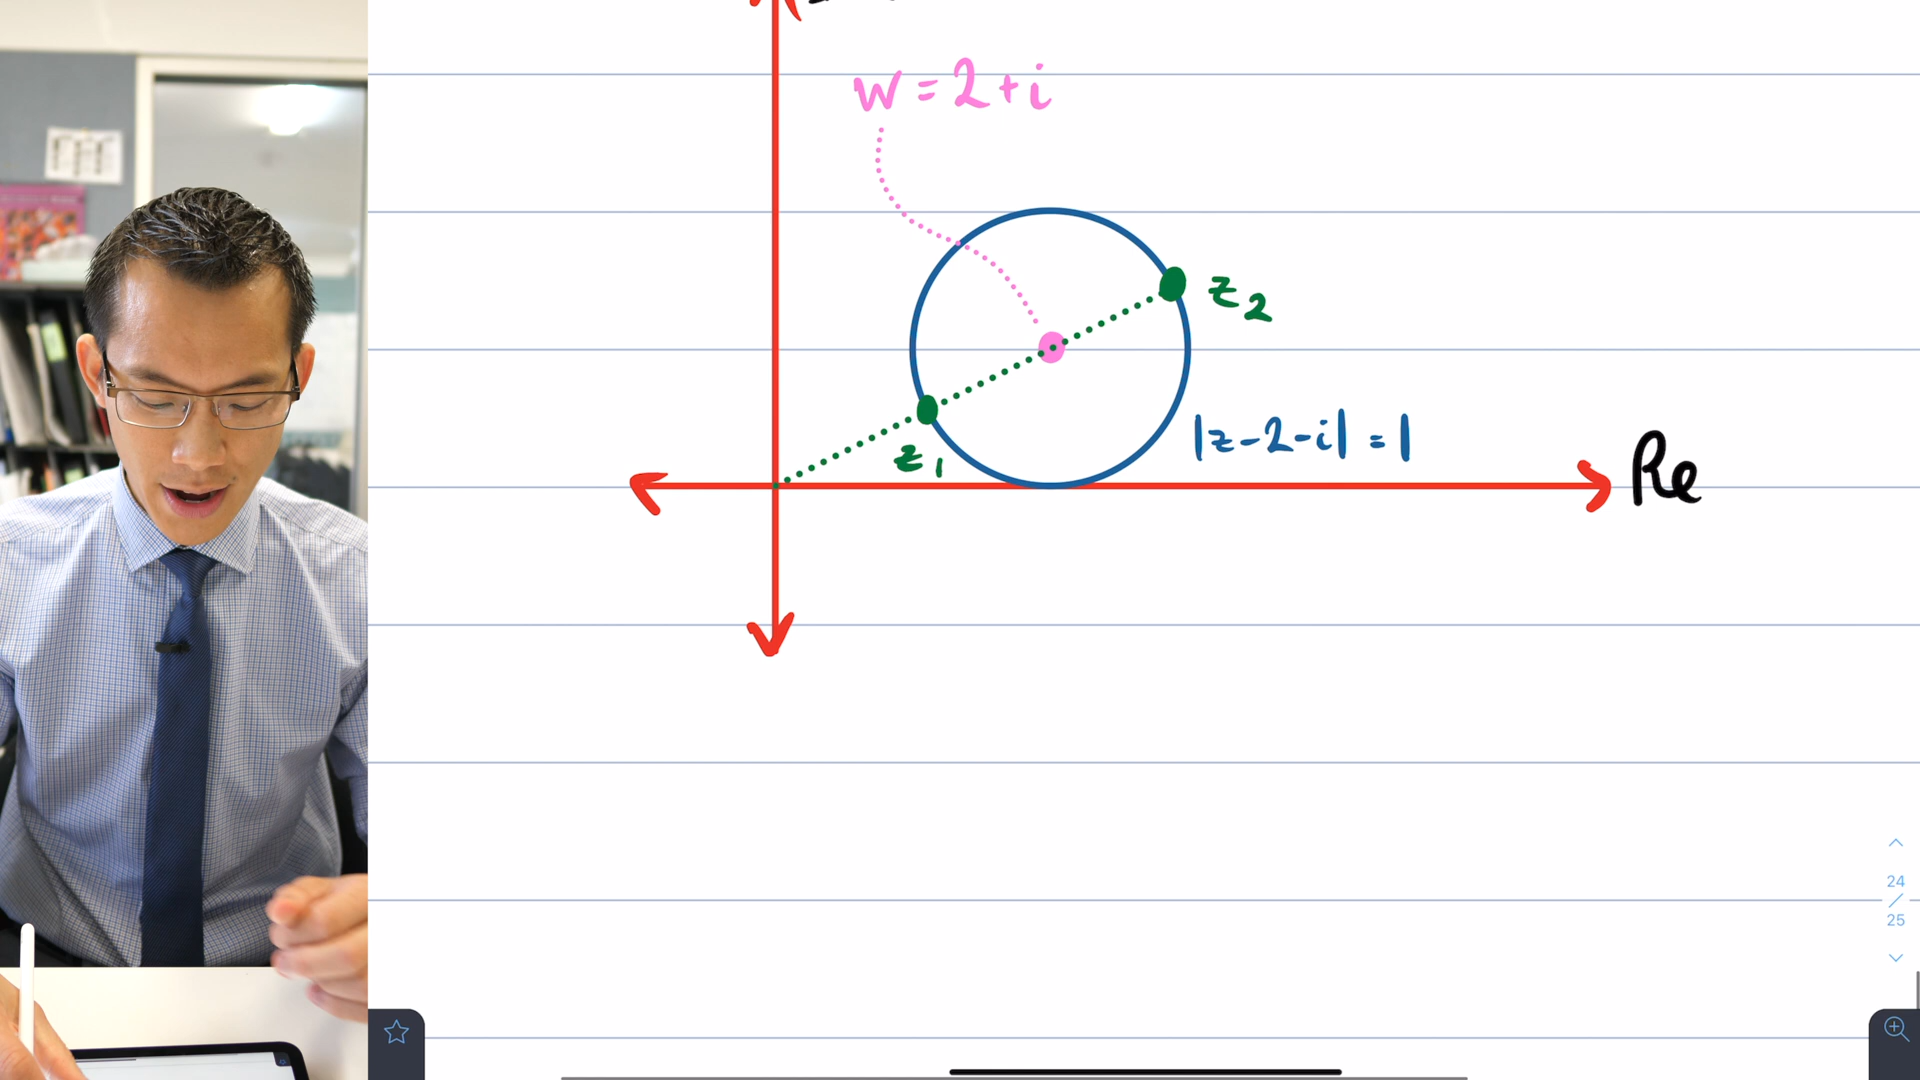 w = 2 + i
z₂
|z - 2 - i| = 1
z₁
Re
24
/
25